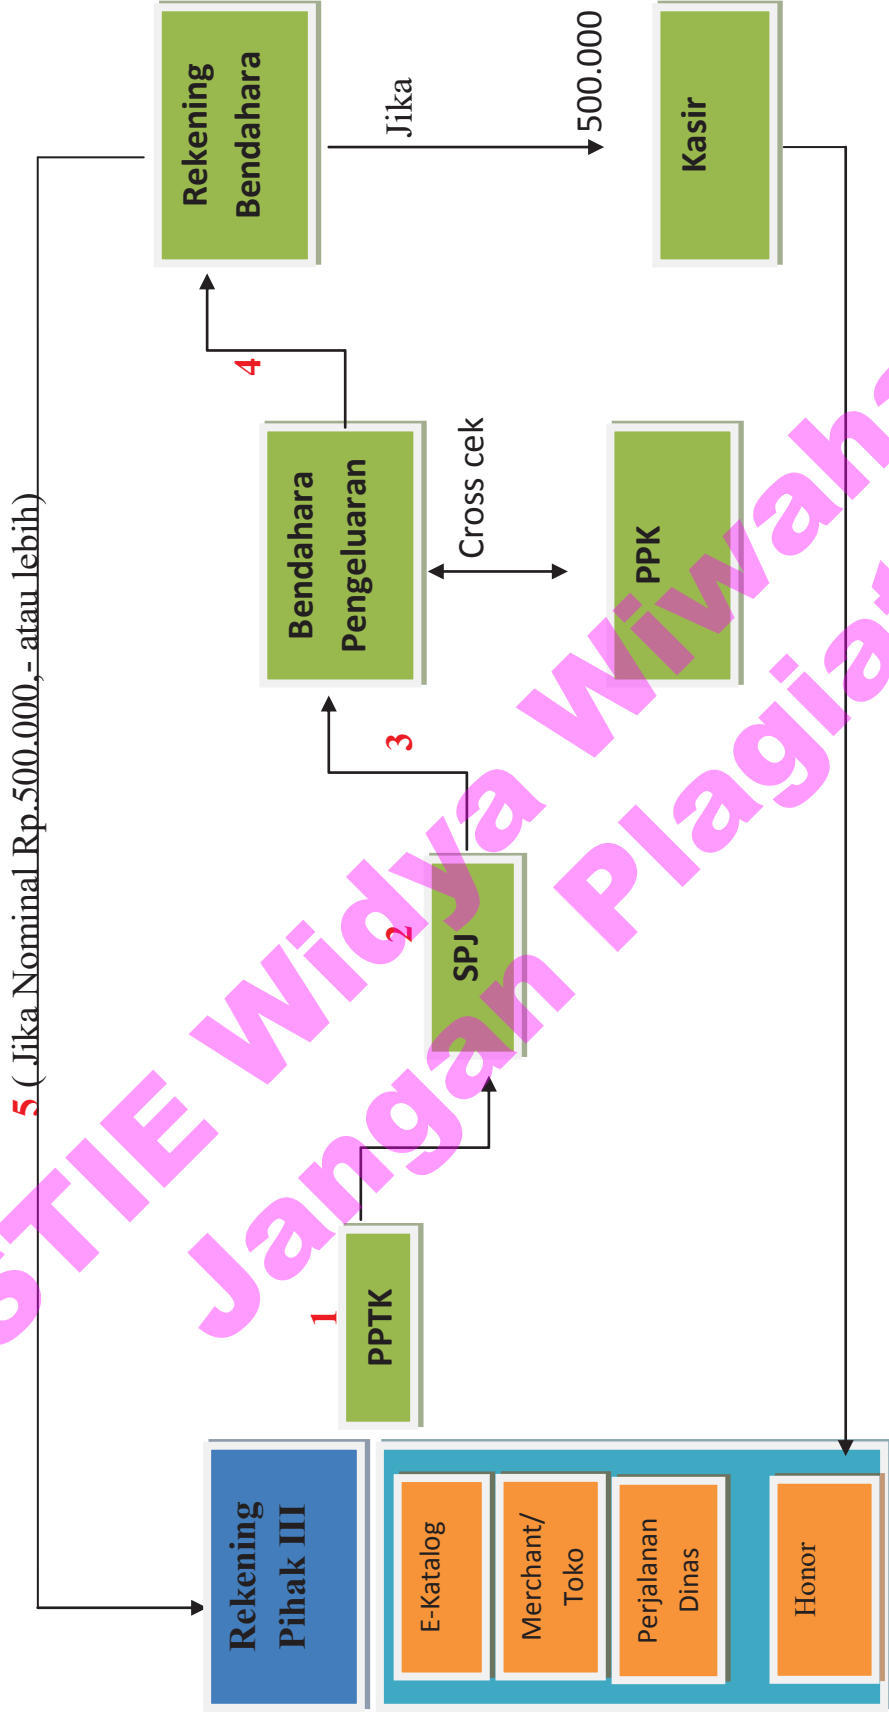 5 ( Jika Nominal Rp.500.000,- atau lebih)
Rekening
Pihak III
1
PPTK
2
SPJ
3
Bendahara
Pengeluaran
4
Rekening
Bendahara
Cross cek
Jika
500.000
PPK
Kasir
E-Katalog
Merchant/
Toko
Perjalanan
Dinas
Honor
STIE Widya Wiwaha
Jangan Plagiat